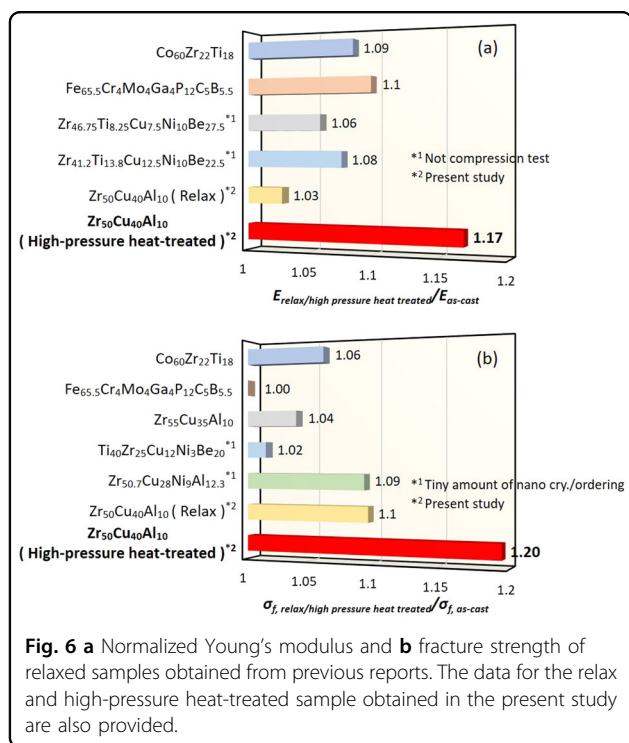 (a)
Co₆₀Zr₂₂Ti₁₈ 1.09
Fe₆₅.₅Cr₄Mo₄Ga₄P₁₂C₅B₅.₅ 1.1
Zr₄₆.₇₅Ti₈.₂₅Cu₇.₅Ni₁₀Be₂₇.₅*¹ 1.06
Zr₄₁.₂Ti₁₃.₈Cu₁₂.₅Ni₁₀Be₂₂.₅*¹ 1.08
*¹ Not compression test
*² Present study
Zr₅₀Cu₄₀Al₁₀ ( Relax )*² 1.03
Zr₅₀Cu₄₀Al₁₀
( High-pressure heat-treated )*² 1.17
1 1.05 1.1 1.15 1.2
E relax/high pressure heat treated/E as-cast
(b)
Co₆₀Zr₂₂Ti₁₈ 1.06
Fe₆₅.₅Cr₄Mo₄Ga₄P₁₂C₅B₅.₅ 1.00
Zr₅₅Cu₃₅Al₁₀ 1.04
Ti₄₀Zr₂₅Cu₁₂Ni₃Be₂₀*¹ 1.02
Zr₅₀.₇Cu₂₈Ni₉Al₁₂.₃*¹ 1.09
*¹ Tiny amount of nano cry./ordering
*² Present study
Zr₅₀Cu₄₀Al₁₀ ( Relax )*² 1.1
Zr₅₀Cu₄₀Al₁₀
( High-pressure heat-treated )*² 1.20
1 1.05 1.1 1.15 1.2
σf, relax/high pressure heat treated/σf, as-cast
Fig. 6 a Normalized Young's modulus and b fracture strength of
relaxed samples obtained from previous reports. The data for the relax
and high-pressure heat-treated sample obtained in the present study
are also provided.